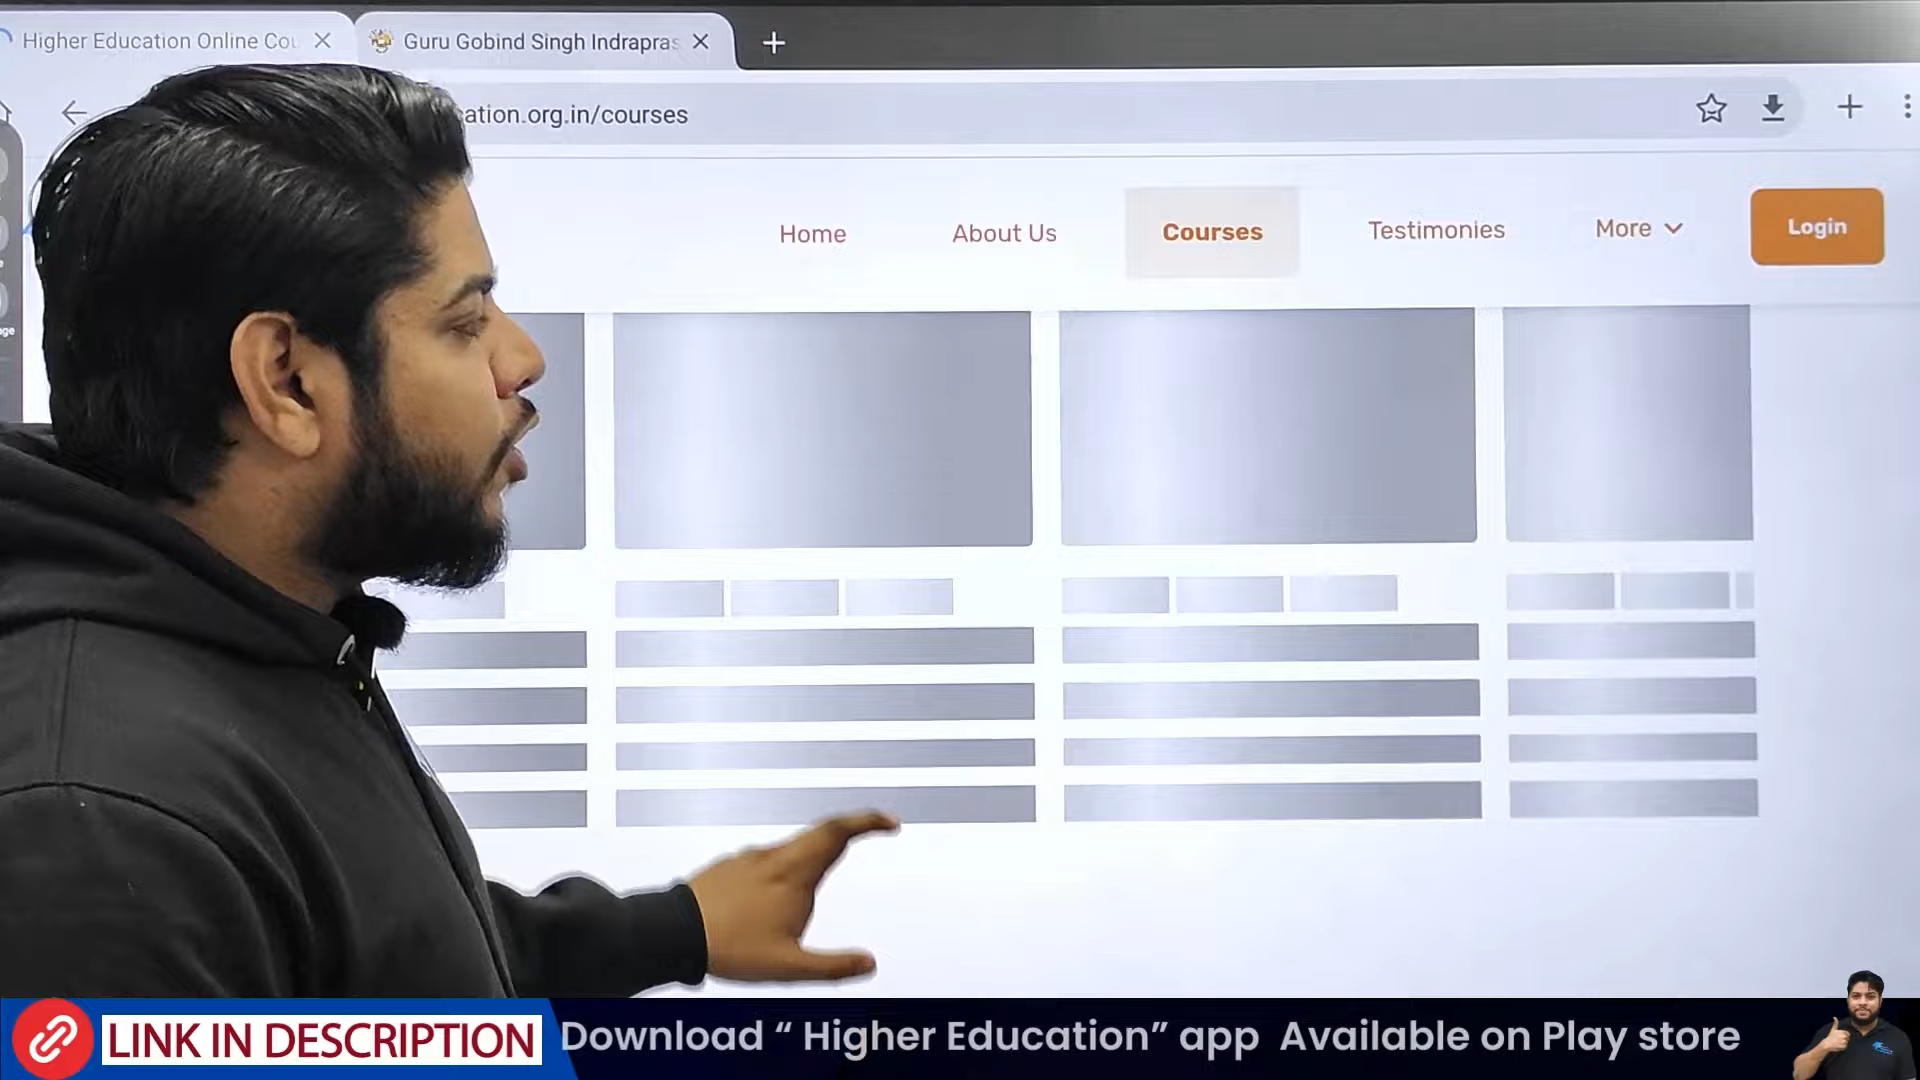 Higher Education Online Cou
Guru Gobind Singh Indrapras
cation.org.in/courses
Home
About Us
Courses
Testimonies
More
Login
LINK IN DESCRIPTION
Download “ Higher Education” app Available on Play store